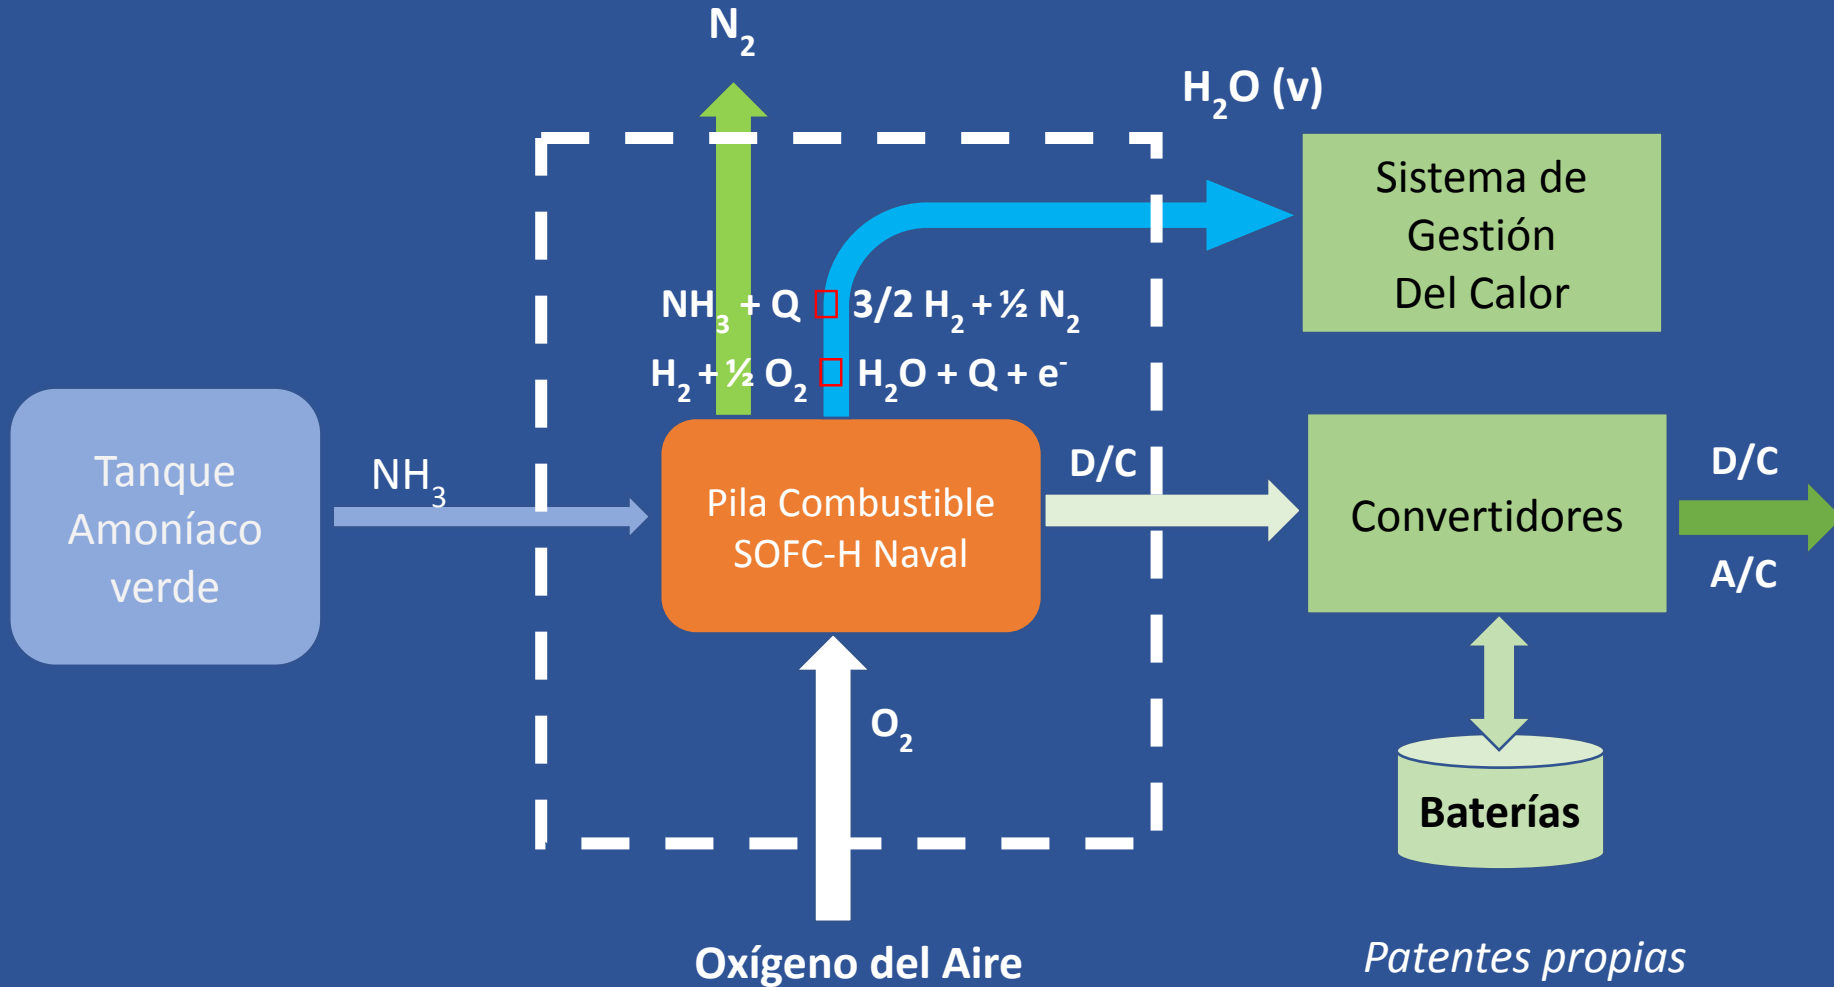 N₂
H₂O (v)
Sistema de
Gestión
Del Calor
NH₃ + Q □ 3/2 H₂ + ½ N₂
H₂ + ½ O₂ □ H₂O + Q + e⁻
Tanque
Amoníaco
verde
NH₃
Pila Combustible
SOFC-H Naval
D/C
Convertidores
D/C
A/C
O₂
Baterías
Oxígeno del Aire
Patentes propias